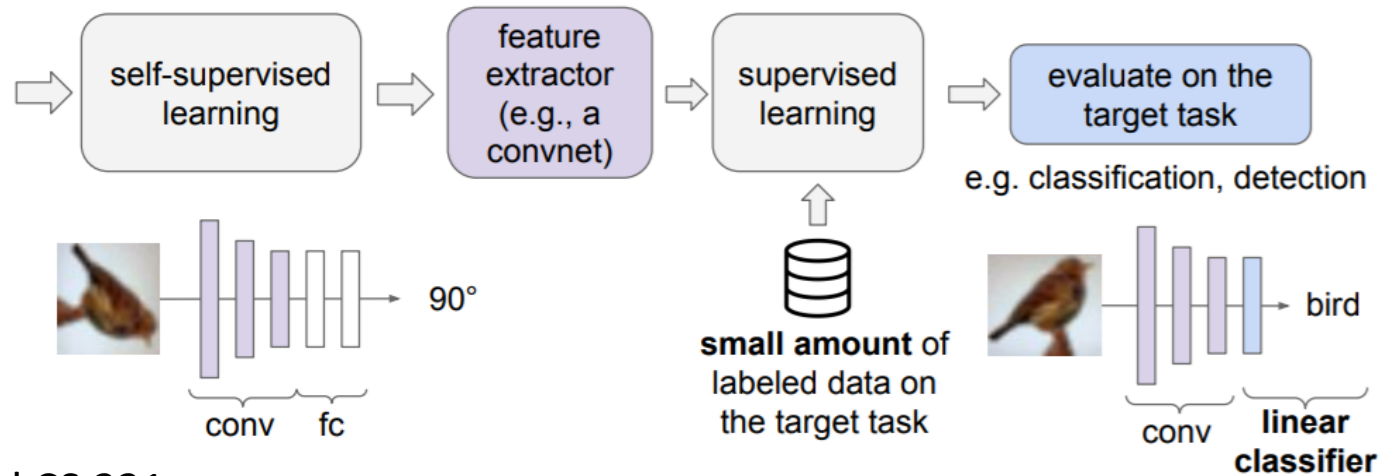 self-supervised
learning
feature
extractor
(e.g., a
convnet)
supervised
learning
evaluate on the
target task
e.g. classification, detection
90°
conv
fc
small amount of
labeled data on
the target task
bird
conv
linear
classifier